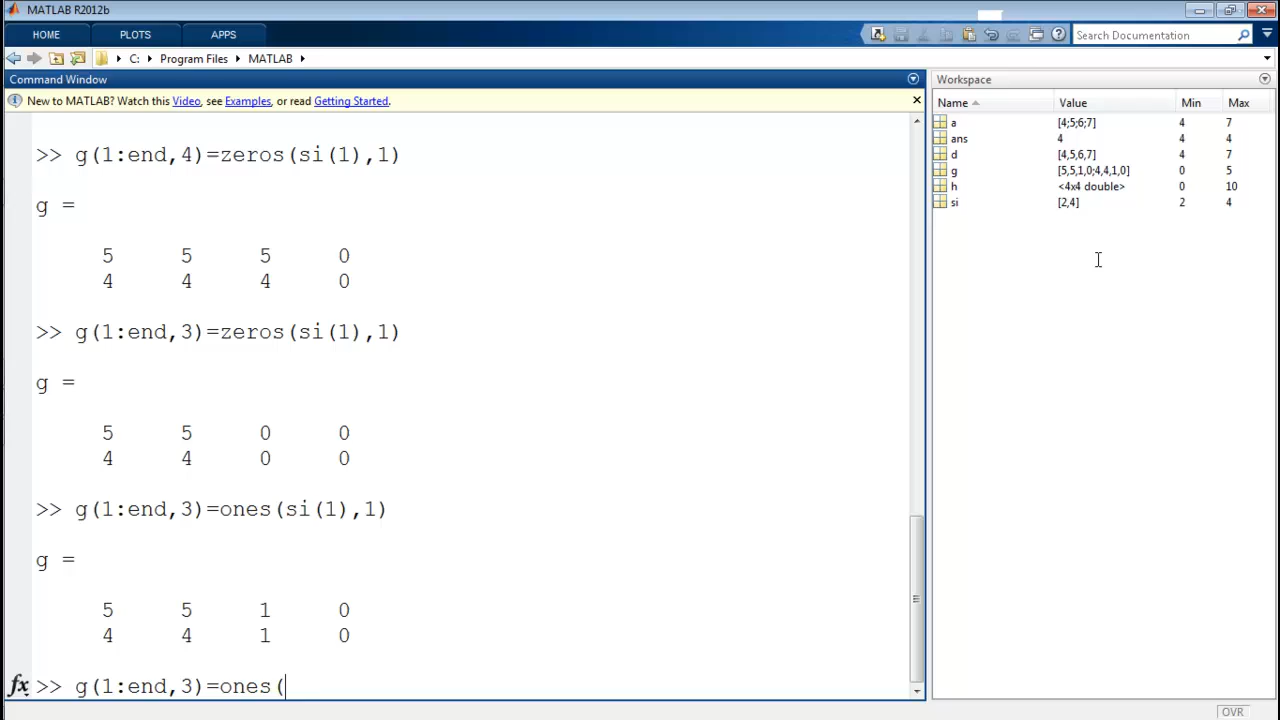 MATLAB R2012b
HOME PLOTS APPS
Search Documentation
C: Program Files MATLAB
Command Window
New to MATLAB? Watch this Video, see Examples, or read Getting Started.
>> g(1:end,4)=zeros(si(1),1)
g =
5 5 5 0
4 4 4 0
>> g(1:end,3)=zeros(si(1),1)
g =
5 5 0 0
4 4 0 0
>> g(1:end,3)=ones(si(1),1)
g =
5 5 1 0
4 4 1 0
fx >> g(1:end,3)=ones(
Workspace
Name Value Min Max
a [4;5;6;7] 4 7
ans 4 4 4
d [4,5,6,7] 4 7
g [5,5,1,0;4,4,1,0] 0 5
h <4x4 double> 0 10
si [2,4] 2 4
OVR